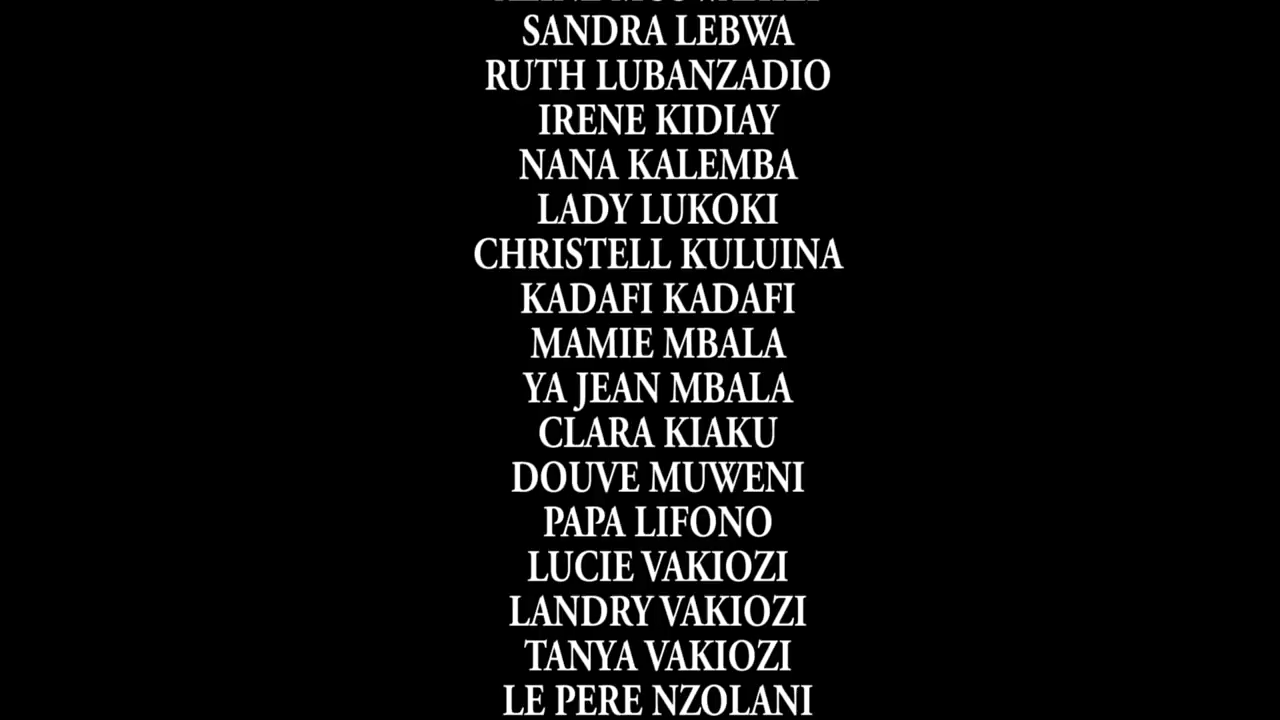 SANDRA LEBWA
RUTH LUBANZADIO
IRENE KIDIAY
NANA KALEMBA
LADY LUKOKI
CHRISTELL KULUINA
KADAFI KADAFI
MAMIE MBALA
YA JEAN MBALA
CLARA KIAKU
DOUVE MUWENI
PAPA LIFONO
LUCIE VAKIOZI
LANDRY VAKIOZI
TANYA VAKIOZI
LE PERE NZOLANI